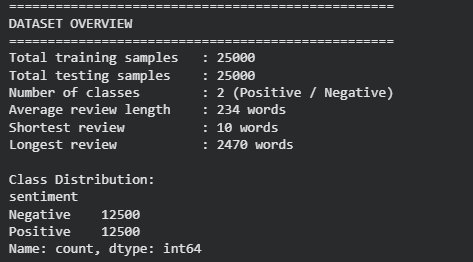 ==================================================
DATASET OVERVIEW
==================================================
Total training samples   : 25000
Total testing samples    : 25000
Number of classes        : 2 (Positive / Negative)
Average review length    : 234 words
Shortest review          : 10 words
Longest review           : 2470 words

Class Distribution:
sentiment
Negative    12500
Positive    12500
Name: count, dtype: int64